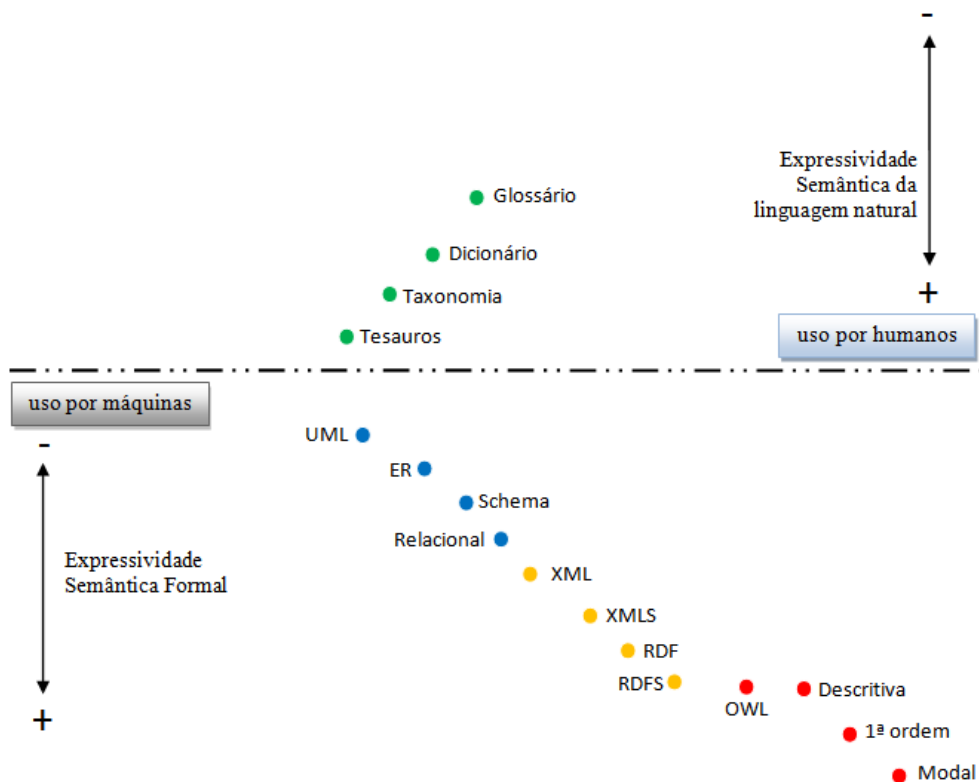 -
Expressividade
Semântica da
linguagem natural
+
uso por humanos
Glossário
Dicionário
Taxonomia
Tesauros
uso por máquinas
-
Expressividade
Semântica Formal
+
UML
ER
Schema
Relacional
XML
XMLS
RDF
RDFS
OWL
Descritiva
1ª ordem
Modal